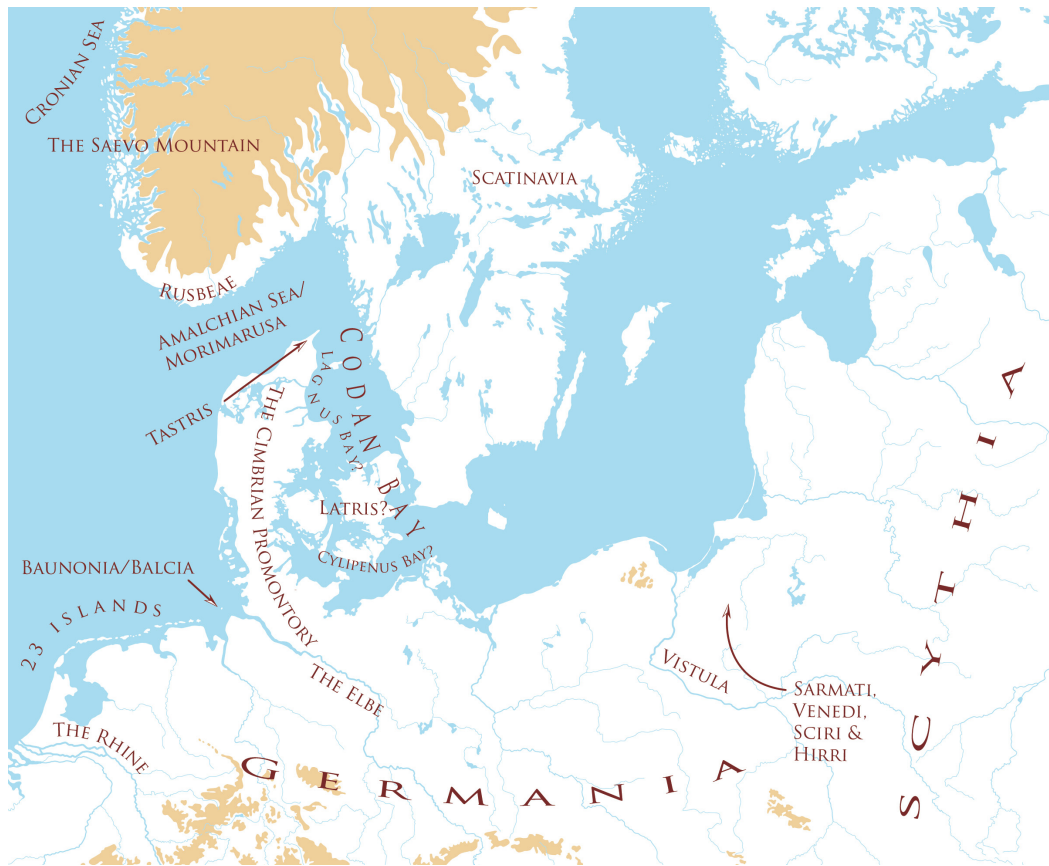 CRONIAN SEA
THE SAEVO MOUNTAIN
SCATINAVIA
RUSBEAE
AMALCHIAN SEA/
MORIMARUSA
CODAN BAY
LAGNUS BAY?
TASTRIS
THE CIMBRIAN PROMONTORY
LATRIS?
CYLIPENUS BAY?
BAUNONIA/BALCIA
23 ISLANDS
THE ELBE
VISTULA
SARMATI,
VENEDI,
SCIRI &
HIRRI
THE RHINE
GERMANIA
SCYTHIA